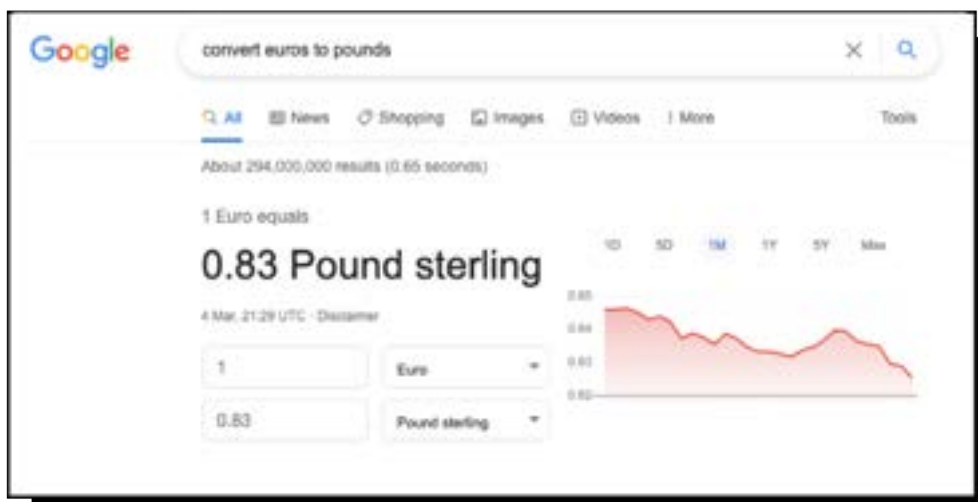 Google
convert euros to pounds
All News Shopping Images Videos More Tools
About 294,000,000 results (0.65 seconds)
1 Euro equals
0.83 Pound sterling
4 Mar, 21:29 UTC · Disclaimer
1 Euro
0.83 Pound sterling
1D 5D 1M 1Y 5Y Max
0.85
0.84
0.83
0.82